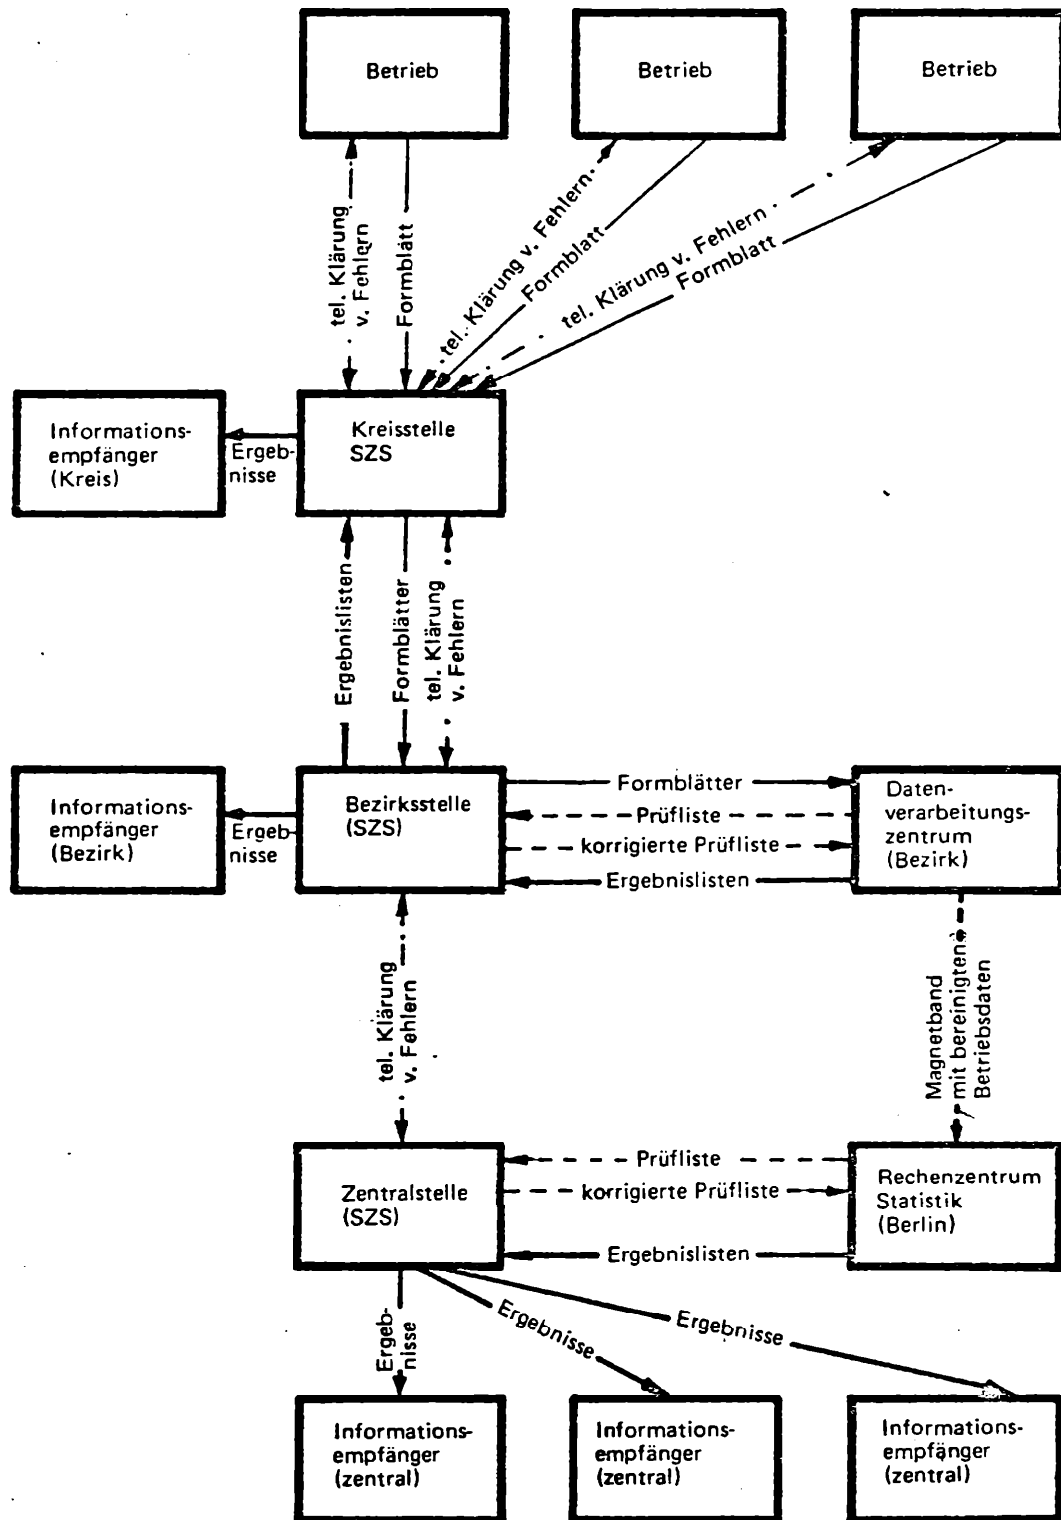 Betrieb
Betrieb
Betrieb
tel. Klärung
v. Fehlern
Formblätt
tel. Klärung v. Fehlern
Formblatt
tel. Klärung v. Fehlern
Formblatt
Informations-
empfänger
(Kreis)
Ergeb-
nisse
Kreisstelle
SZS
Ergebnislisten
Formblätter
tel. Klärung
v. Fehlern
Informations-
empfänger
(Bezirk)
Ergeb-
nisse
Bezirksstelle
(SZS)
Formblätter
Prüfliste
korrigierte Prüfliste
Ergebnislisten
Daten-
verarbeitungs-
zentrum
(Bezirk)
tel. Klärung
v. Fehlern
Magnetband
mit bereinigten
Betriebsdaten
Zentralstelle
(SZS)
Prüfliste
korrigierte Prüfliste
Ergebnislisten
Rechenzentrum
Statistik
(Berlin)
Ergeb-
nisse
Ergebnisse
Ergebnisse
Informations-
empfänger
(zentral)
Informations-
empfänger
(zentral)
Informations-
empfänger
(zentral)